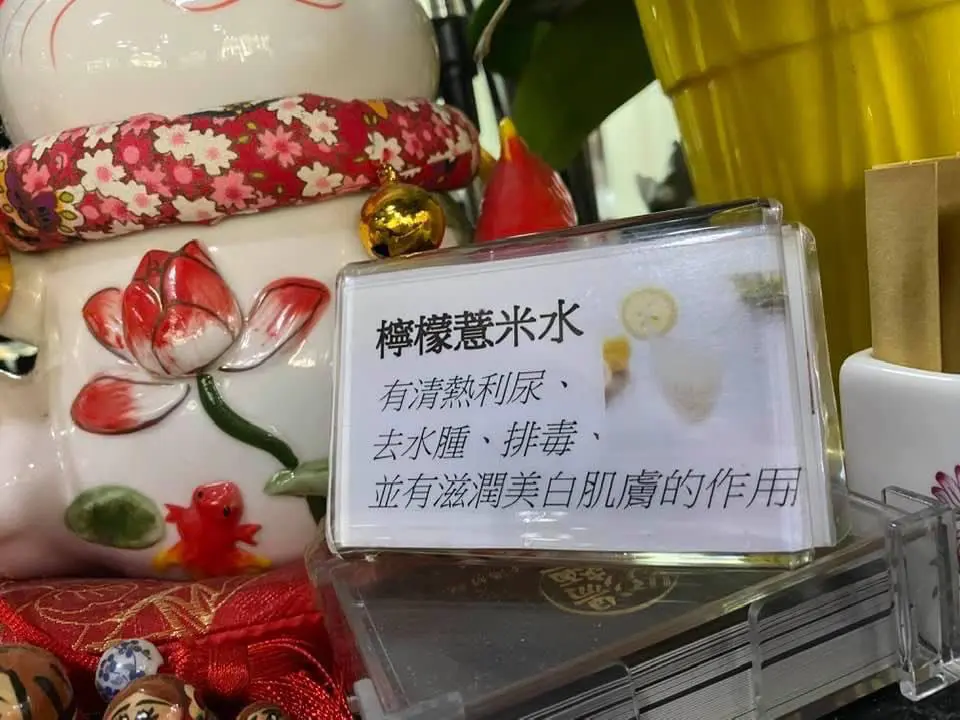 檸檬薏米水
有清熱利尿、
去水腫、排毒、
並有滋潤美白肌膚的作用